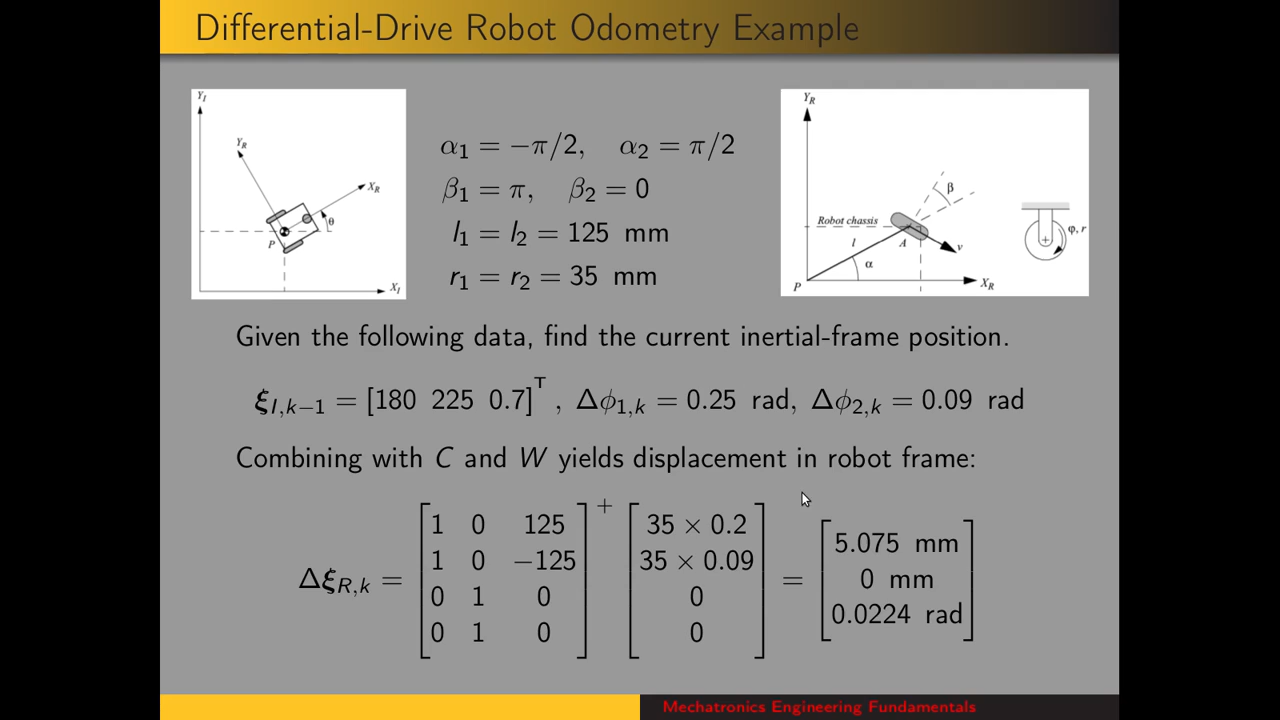 Differential-Drive Robot Odometry Example
Y_I
Y_R
X_R
θ
P
X_I
α₁ = −π/2, α₂ = π/2
β₁ = π, β₂ = 0
l₁ = l₂ = 125 mm
r₁ = r₂ = 35 mm
Y_R
β
Robot chassis
φ, r
l
A
v
α
P
X_R
Given the following data, find the current inertial-frame position.
ξ_{I,k−1} = [180 225 0.7]^T , Δϕ_{1,k} = 0.25 rad, Δϕ_{2,k} = 0.09 rad
Combining with C and W yields displacement in robot frame:
Δξ_{R,k} = [1 0 125; 1 0 −125; 0 1 0; 0 1 0]^+ [35 × 0.2; 35 × 0.09; 0; 0] = [5.075 mm; 0 mm; 0.0224 rad]
Mechatronics Engineering Fundamentals